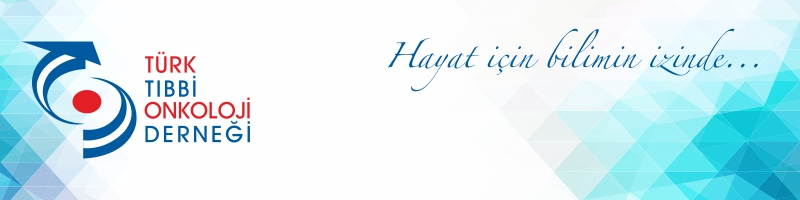 TÜRK
TIBBİ
ONKOLOJİ
DERNEĞİ
Hayat için bilimin izinde...